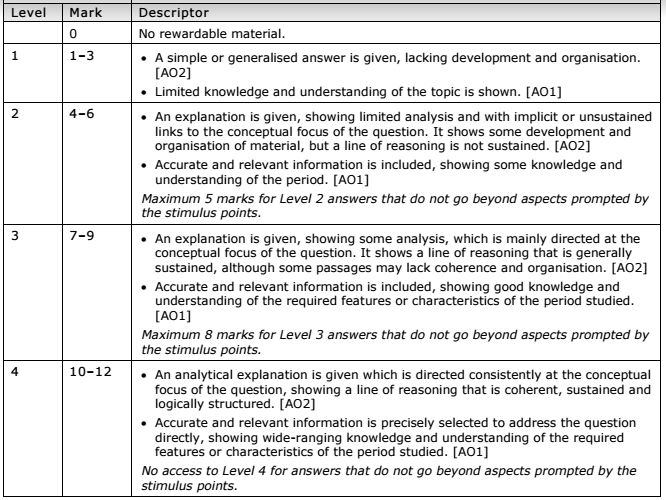 Level Mark Descriptor
0 No rewardable material.
1 1–3 • A simple or generalised answer is given, lacking development and organisation.
[AO2]
• Limited knowledge and understanding of the topic is shown. [AO1]
2 4–6 • An explanation is given, showing limited analysis and with implicit or unsustained
links to the conceptual focus of the question. It shows some development and
organisation of material, but a line of reasoning is not sustained. [AO2]
• Accurate and relevant information is included, showing some knowledge and
understanding of the period. [AO1]
Maximum 5 marks for Level 2 answers that do not go beyond aspects prompted by
the stimulus points.
3 7–9 • An explanation is given, showing some analysis, which is mainly directed at the
conceptual focus of the question. It shows a line of reasoning that is generally
sustained, although some passages may lack coherence and organisation. [AO2]
• Accurate and relevant information is included, showing good knowledge and
understanding of the required features or characteristics of the period studied.
[AO1]
Maximum 8 marks for Level 3 answers that do not go beyond aspects prompted by
the stimulus points.
4 10–12 • An analytical explanation is given which is directed consistently at the conceptual
focus of the question, showing a line of reasoning that is coherent, sustained and
logically structured. [AO2]
• Accurate and relevant information is precisely selected to address the question
directly, showing wide-ranging knowledge and understanding of the required
features or characteristics of the period studied. [AO1]
No access to Level 4 for answers that do not go beyond aspects prompted by the
stimulus points.